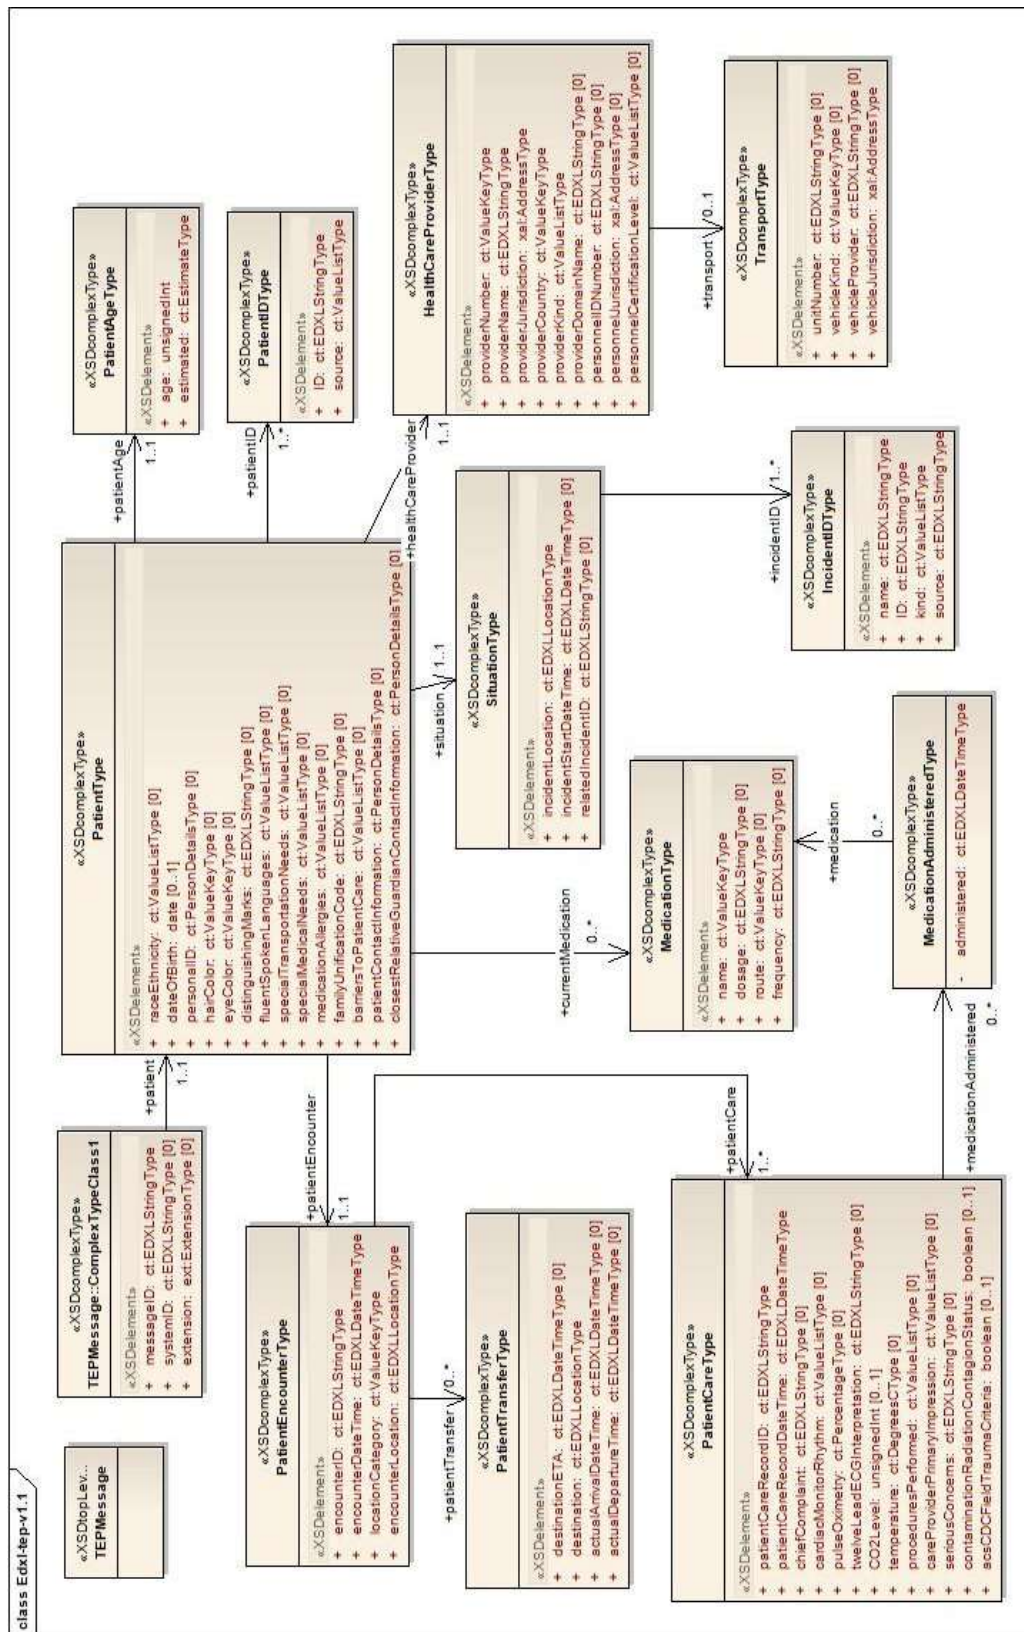 class Edxl-tep-v1.1
«XSDtopLev...
TEPMessage
«XSDcomplexType»
TEPMessage::ComplexTypeClass1
«XSDelement»
+ messageID: ct:EDXLStringType
+ systemID: ct:EDXLStringType [0]
+ extension: ext:ExtensionType [0]
+patient
1..1
«XSDcomplexType»
PatientType
«XSDelement»
+ raceEthnicity: ct:ValueListType [0]
+ dateOfBirth: date [0..1]
+ personalID: ct:PersonDetailsType [0]
+ hairColor: ct:ValueKeyType [0]
+ eyeColor: ct:ValueKeyType [0]
+ distinguishingMarks: ct:EDXLStringType [0]
+ fluentSpokenLanguages: ct:ValueListType [0]
+ specialTransportationNeeds: ct:ValueListType [0]
+ specialMedicalNeeds: ct:ValueListType [0]
+ medicationAllergies: ct:ValueListType [0]
+ familyUnificationCode: ct:EDXLStringType [0]
+ barriersToPatientCare: ct:ValueListType [0]
+ patientContactInformation: ct:PersonDetailsType [0]
+ closestRelativeGuardianContactInformation: ct:PersonDetailsType [0]
+patientAge
1..1
«XSDcomplexType»
PatientAgeType
«XSDelement»
+ age: unsignedInt
+ estimated: ct:EstimateType
+patientID
1..*
«XSDcomplexType»
PatientIDType
«XSDelement»
+ ID: ct:EDXLStringType
+ source: ct:ValueListType
+healthCareProvider
1..1
«XSDcomplexType»
HealthCareProviderType
«XSDelement»
+ providerNumber: ct:ValueKeyType
+ providerName: ct:EDXLStringType
+ providerJurisdiction: xal:AddressType
+ providerCountry: ct:ValueKeyType
+ providerKind: ct:ValueListType
+ providerDomainName: ct:EDXLStringType [0]
+ personnelIDNumber: ct:EDXLStringType [0]
+ personnelJurisdiction: xal:AddressType [0]
+ personnelCertificationLevel: ct:ValueListType [0]
+transport
0..1
«XSDcomplexType»
TransportType
«XSDelement»
+ unitNumber: ct:EDXLStringType [0]
+ vehicleKind: ct:ValueKeyType [0]
+ vehicleProvider: ct:EDXLStringType [0]
+ vehicleJurisdiction: xal:AddressType
+patientEncounter
1..1
«XSDcomplexType»
PatientEncounterType
«XSDelement»
+ encounterID: ct:EDXLStringType
+ encounterDateTime: ct:EDXLDateTimeType
+ locationCategory: ct:ValueKeyType
+ encounterLocation: ct:EDXLLocationType
+situation
1..1
«XSDcomplexType»
SituationType
«XSDelement»
+ incidentLocation: ct:EDXLLocationType
+ incidentStartDateTime: ct:EDXLDateTimeType [0]
+ relatedIncidentID: ct:EDXLStringType [0]
+incidentID
1..*
«XSDcomplexType»
IncidentIDType
«XSDelement»
+ name: ct:EDXLStringType
+ ID: ct:EDXLStringType
+ kind: ct:ValueListType
+ source: ct:EDXLStringType
+patientTransfer
0..*
«XSDcomplexType»
PatientTransferType
«XSDelement»
+ destinationETA: ct:EDXLDateTimeType [0]
+ destination: ct:EDXLLocationType
+ actualArrivalDateTime: ct:EDXLDateTimeType [0]
+ actualDepartureTime: ct:EDXLDateTimeType [0]
+currentMedication
0..*
«XSDcomplexType»
MedicationType
«XSDelement»
+ name: ct:ValueKeyType
+ dosage: ct:EDXLStringType [0]
+ route: ct:ValueKeyType [0]
+ frequency: ct:EDXLStringType [0]
+patientCare
1..*
«XSDcomplexType»
PatientCareType
«XSDelement»
+ patientCareRecordID: ct:EDXLStringType
+ patientCareRecordDateTime: ct:EDXLDateTimeType
+ chiefComplaint: ct:EDXLStringType [0]
+ cardiacMonitorRhythm: ct:ValueListType [0]
+ pulseOximetry: ct:PercentageType [0]
+ twelveLeadECGInterpretation: ct:EDXLStringType [0]
+ CO2Level: unsignedInt [0..1]
+ temperature: ct:DegreesCType [0]
+ proceduresPerformed: ct:ValueListType [0]
+ careProviderPrimaryImpression: ct:ValueListType [0]
+ seriousConcerns: ct:EDXLStringType [0]
+ contaminationRadiationContagionStatus: boolean [0..1]
+ acsCDCFieldTraumaCriteria: boolean [0..1]
+medicationAdministered
0..*
«XSDcomplexType»
MedicationAdministeredType
- administered: ct:EDXLDateTimeType
+medication
0..*